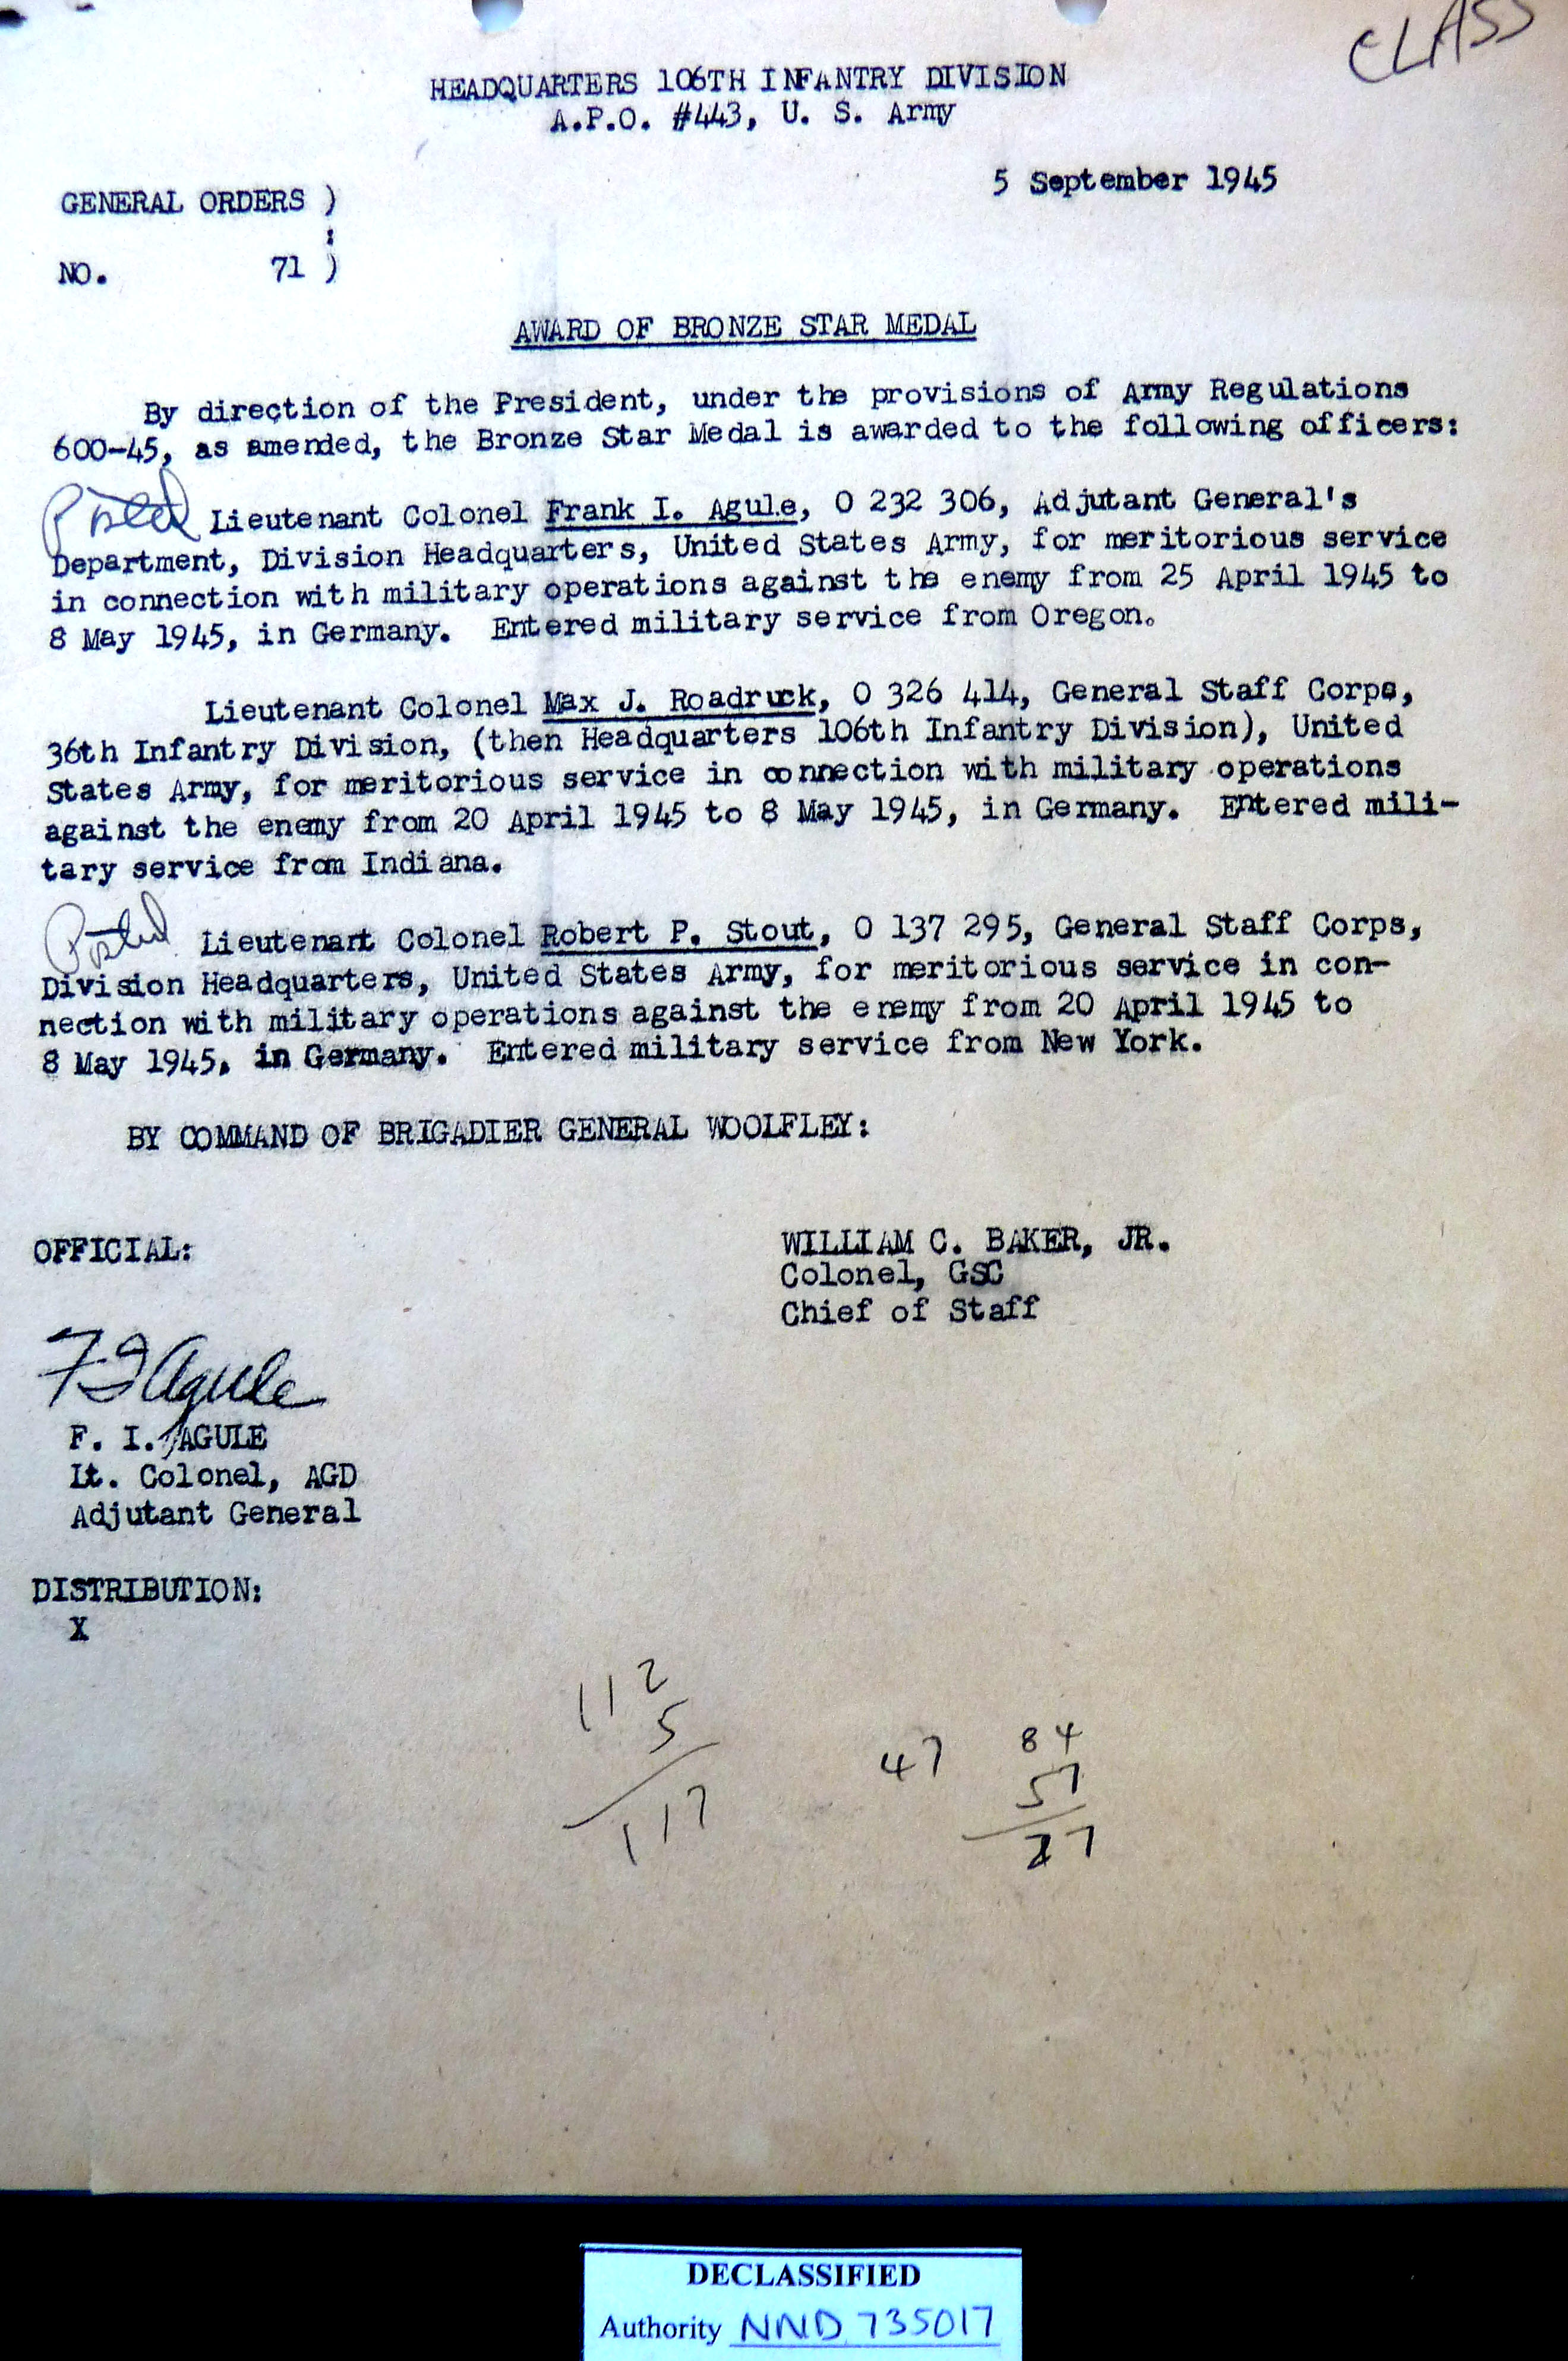 CLASS
HEADQUARTERS 106TH INFANTRY DIVISION
A.P.O. #443, U. S. Army
5 September 1945
GENERAL ORDERS )
:
NO. 71 )
AWARD OF BRONZE STAR MEDAL
By direction of the President, under the provisions of Army Regulations
600-45, as amended, the Bronze Star Medal is awarded to the following officers:
Posted Lieutenant Colonel Frank I. Agule, O 232 306, Adjutant General's
Department, Division Headquarters, United States Army, for meritorious service
in connection with military operations against the enemy from 25 April 1945 to
8 May 1945, in Germany. Entered military service from Oregon.
Lieutenant Colonel Max J. Roadruck, O 326 414, General Staff Corps,
36th Infantry Division, (then Headquarters 106th Infantry Division), United
States Army, for meritorious service in connection with military operations
against the enemy from 20 April 1945 to 8 May 1945, in Germany. Entered mili-
tary service from Indiana.
Posted Lieutenant Colonel Robert P. Stout, O 137 295, General Staff Corps,
Division Headquarters, United States Army, for meritorious service in con-
nection with military operations against the enemy from 20 April 1945 to
8 May 1945, in Germany. Entered military service from New York.
BY COMMAND OF BRIGADIER GENERAL WOOLFLEY:
OFFICIAL:
WILLIAM C. BAKER, JR.
Colonel, GSC
Chief of Staff
F I Agule
F. I. AGULE
Lt. Colonel, AGD
Adjutant General
DISTRIBUTION:
X
112
5
117
47
84
57
27
DECLASSIFIED
Authority NND 735017